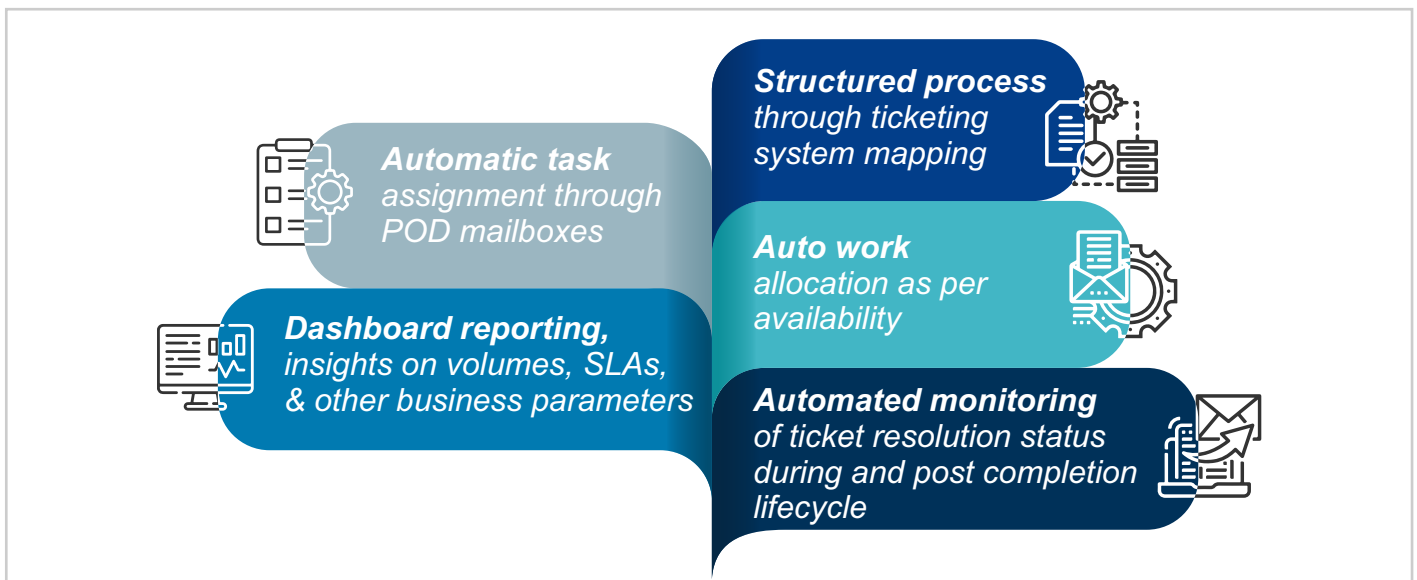 Structured process
through ticketing
system mapping
Automatic task
assignment through
POD mailboxes
Auto work
allocation as per
availability
Dashboard reporting,
insights on volumes, SLAs,
& other business parameters
Automated monitoring
of ticket resolution status
during and post completion
lifecycle